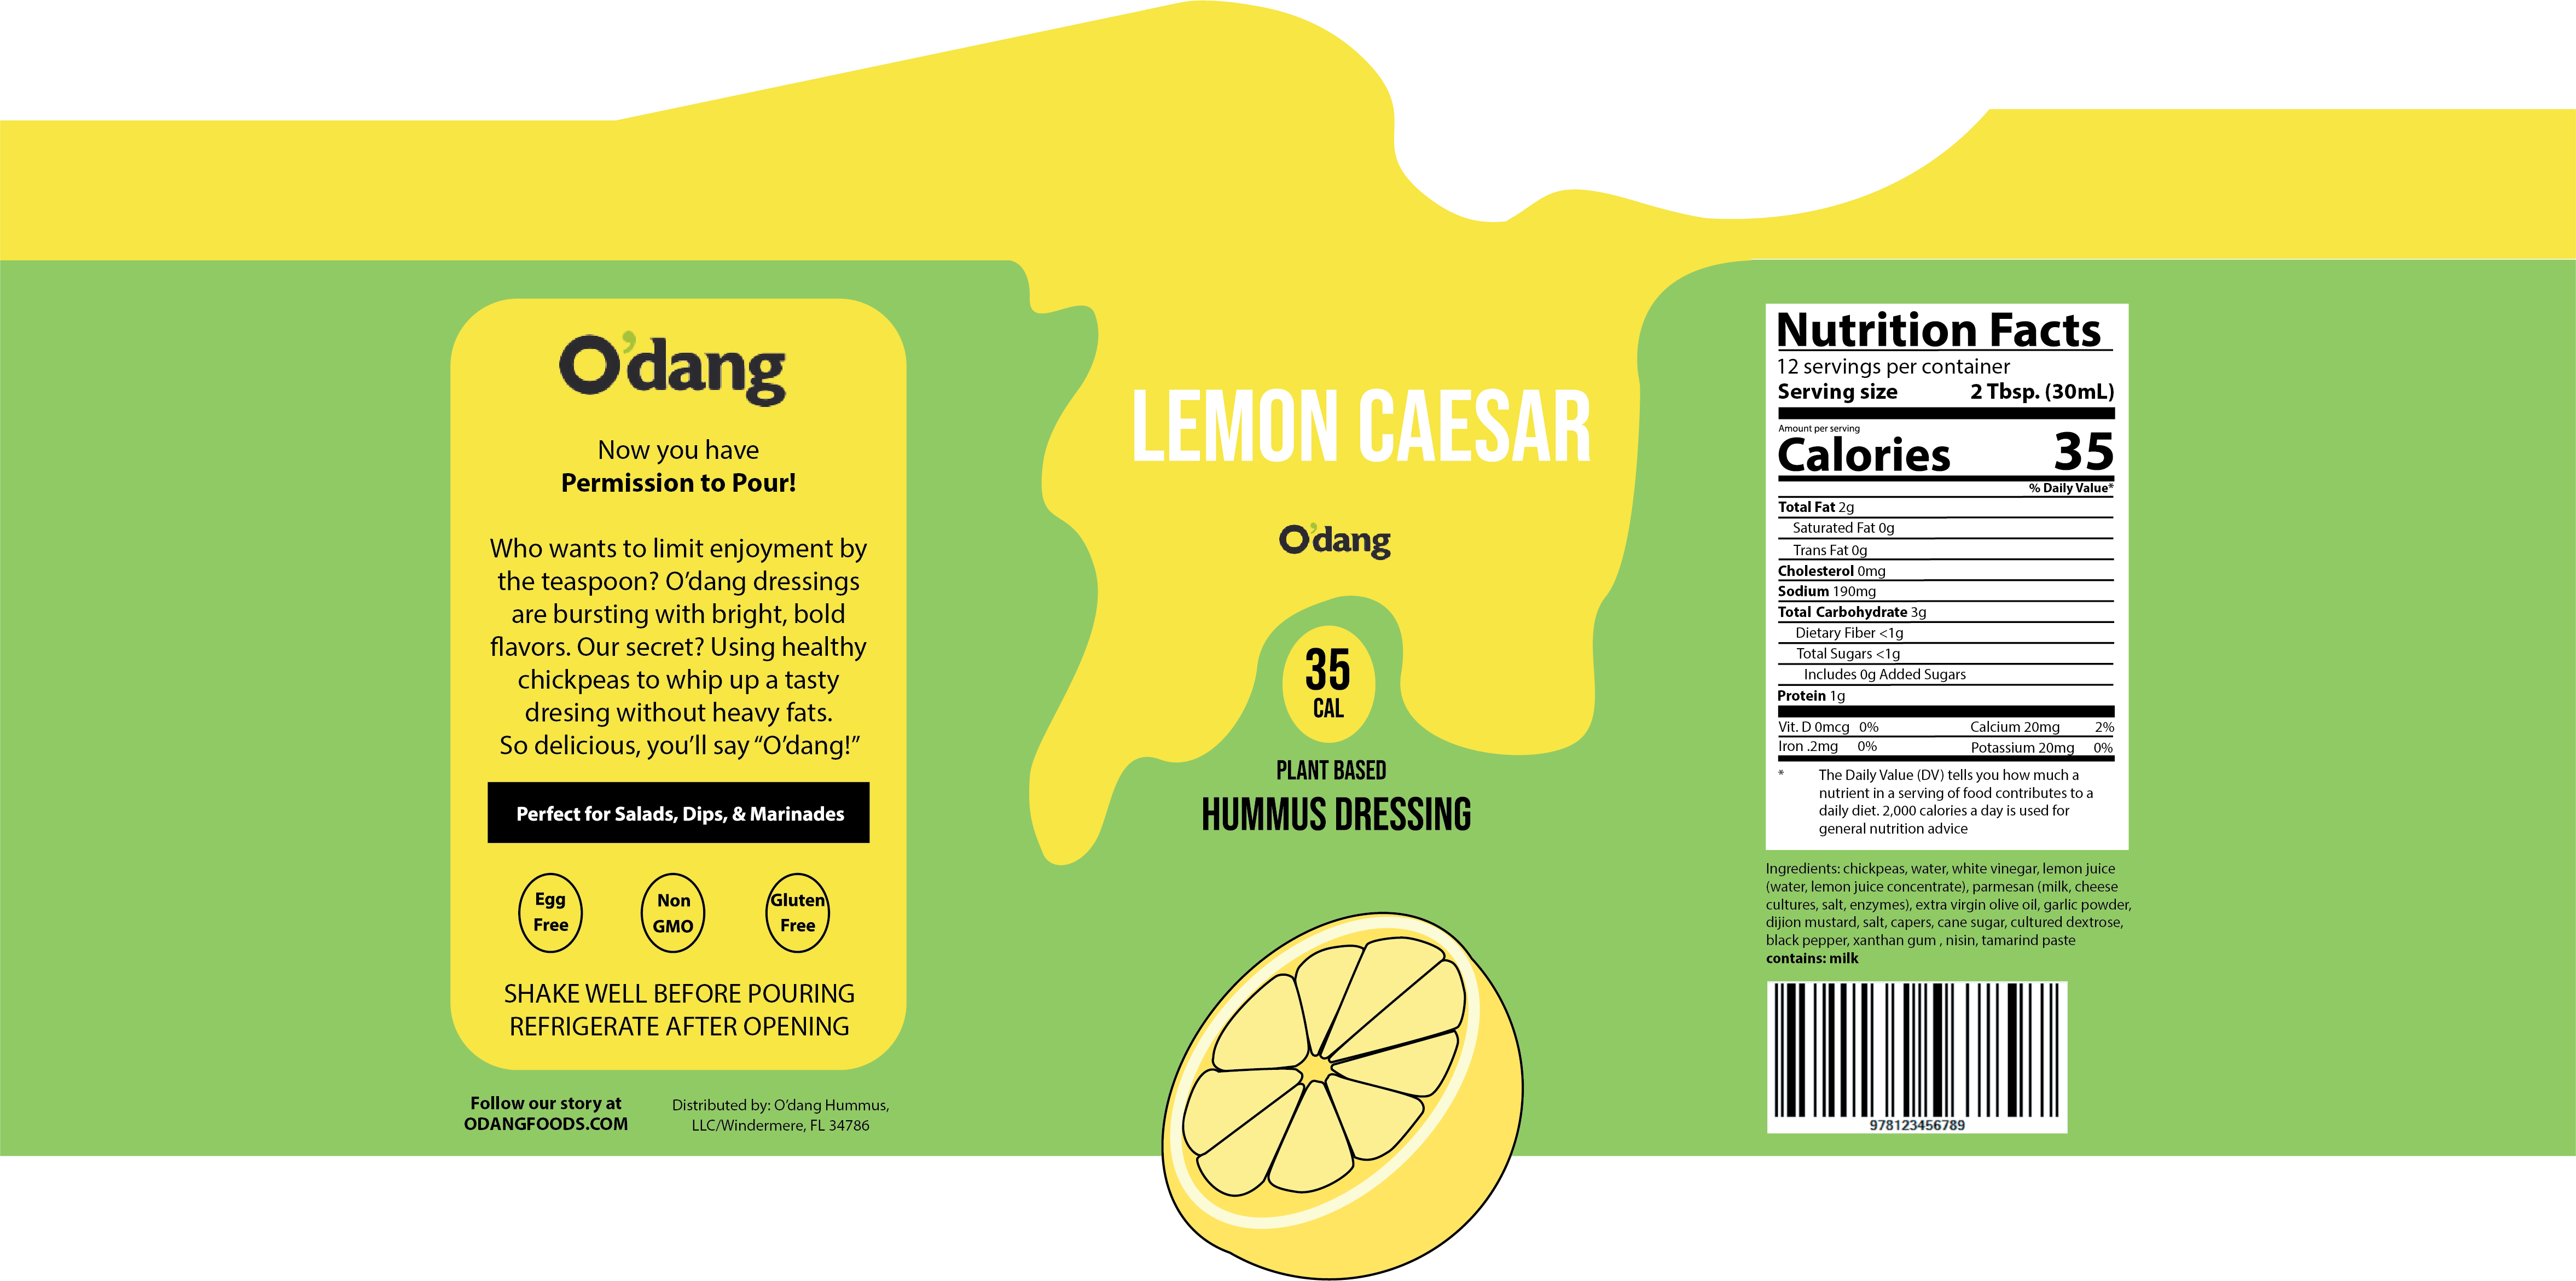 O'dang
Now you have
Permission to Pour!
Who wants to limit enjoyment by
the teaspoon? O'dang dressings
are bursting with bright, bold
flavors. Our secret? Using healthy
chickpeas to whip up a tasty
dresing without heavy fats.
So delicious, you'll say “O'dang!”
Perfect for Salads, Dips, & Marinades
Egg
Free
Non
GMO
Gluten
Free
SHAKE WELL BEFORE POURING
REFRIGERATE AFTER OPENING
Follow our story at
ODANGFOODS.COM
Distributed by: O'dang Hummus,
LLC/Windermere, FL 34786
LEMON CAESAR
O'dang
35
CAL
PLANT BASED
HUMMUS DRESSING
Nutrition Facts
12 servings per container
Serving size 2 Tbsp. (30mL)
Amount per serving
Calories 35
% Daily Value*
Total Fat 2g
Saturated Fat 0g
Trans Fat 0g
Cholesterol 0mg
Sodium 190mg
Total Carbohydrate 3g
Dietary Fiber <1g
Total Sugars <1g
Includes 0g Added Sugars
Protein 1g
Vit. D 0mcg 0% Calcium 20mg 2%
Iron .2mg 0% Potassium 20mg 0%
* The Daily Value (DV) tells you how much a
nutrient in a serving of food contributes to a
daily diet. 2,000 calories a day is used for
general nutrition advice
Ingredients: chickpeas, water, white vinegar, lemon juice
(water, lemon juice concentrate), parmesan (milk, cheese
cultures, salt, enzymes), extra virgin olive oil, garlic powder,
dijion mustard, salt, capers, cane sugar, cultured dextrose,
black pepper, xanthan gum , nisin, tamarind paste
contains: milk
978123456789